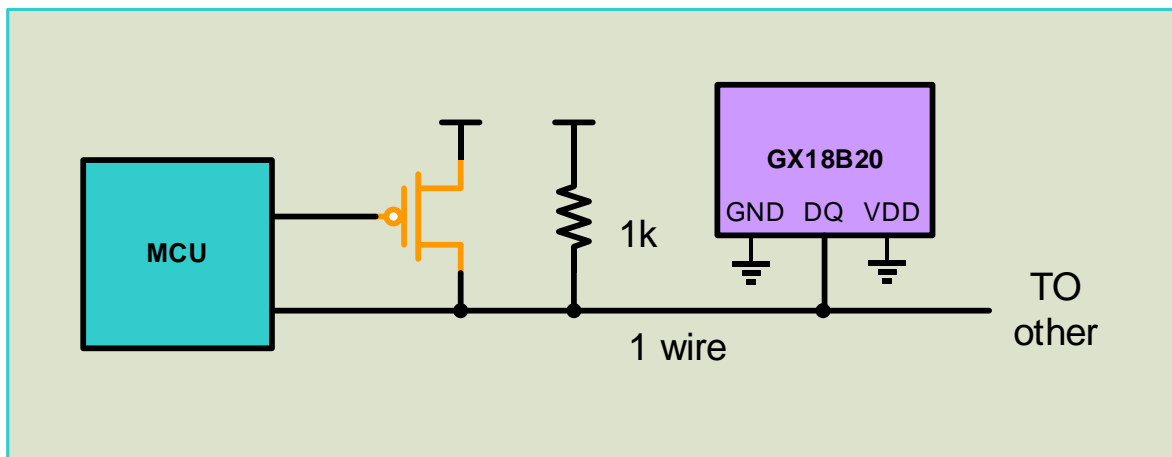 GX18B20
GND DQ VDD
MCU
1k
1 wire
TO
other